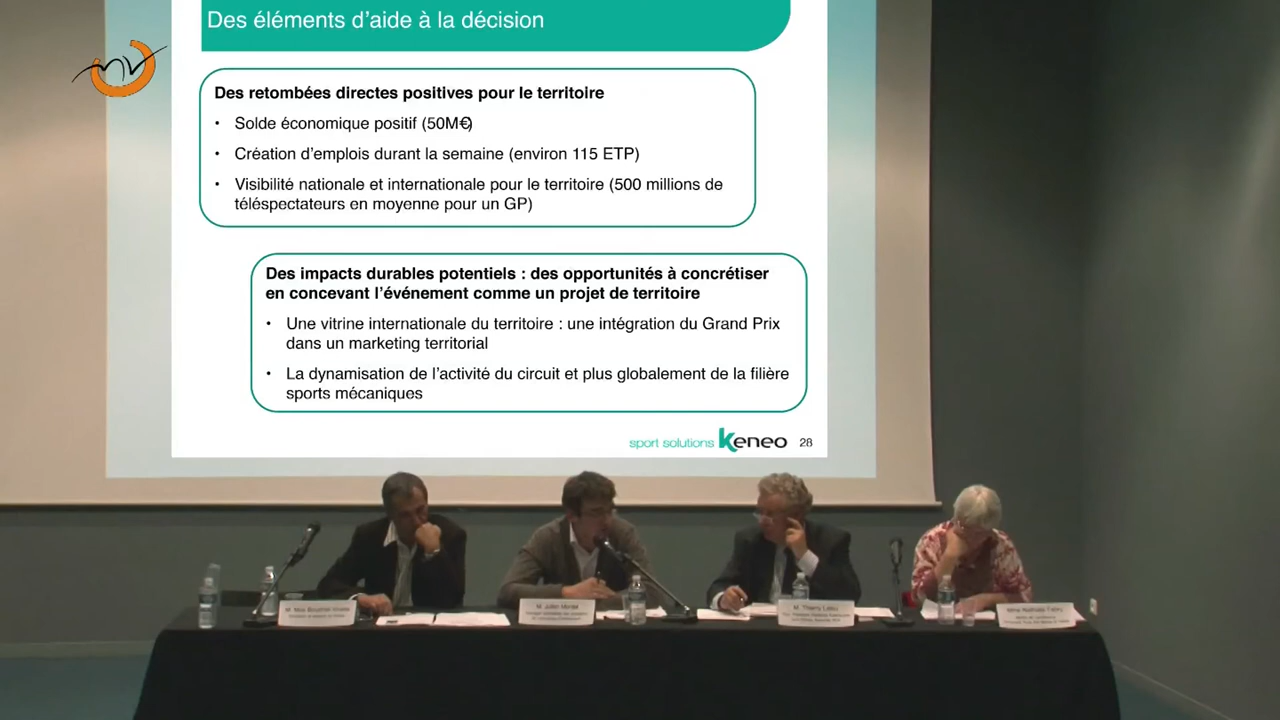 Des éléments d'aide à la décision
Des retombées directes positives pour le territoire
• Solde économique positif (50M€)
• Création d'emplois durant la semaine (environ 115 ETP)
• Visibilité nationale et internationale pour le territoire (500 millions de
téléspectateurs en moyenne pour un GP)
Des impacts durables potentiels : des opportunités à concrétiser
en concevant l'événement comme un projet de territoire
• Une vitrine internationale du territoire : une intégration du Grand Prix
dans un marketing territorial
• La dynamisation de l'activité du circuit et plus globalement de la filière
sports mécaniques
sport solutions keneo 28
M. Julien
M. Thierry
Mme Nathalie